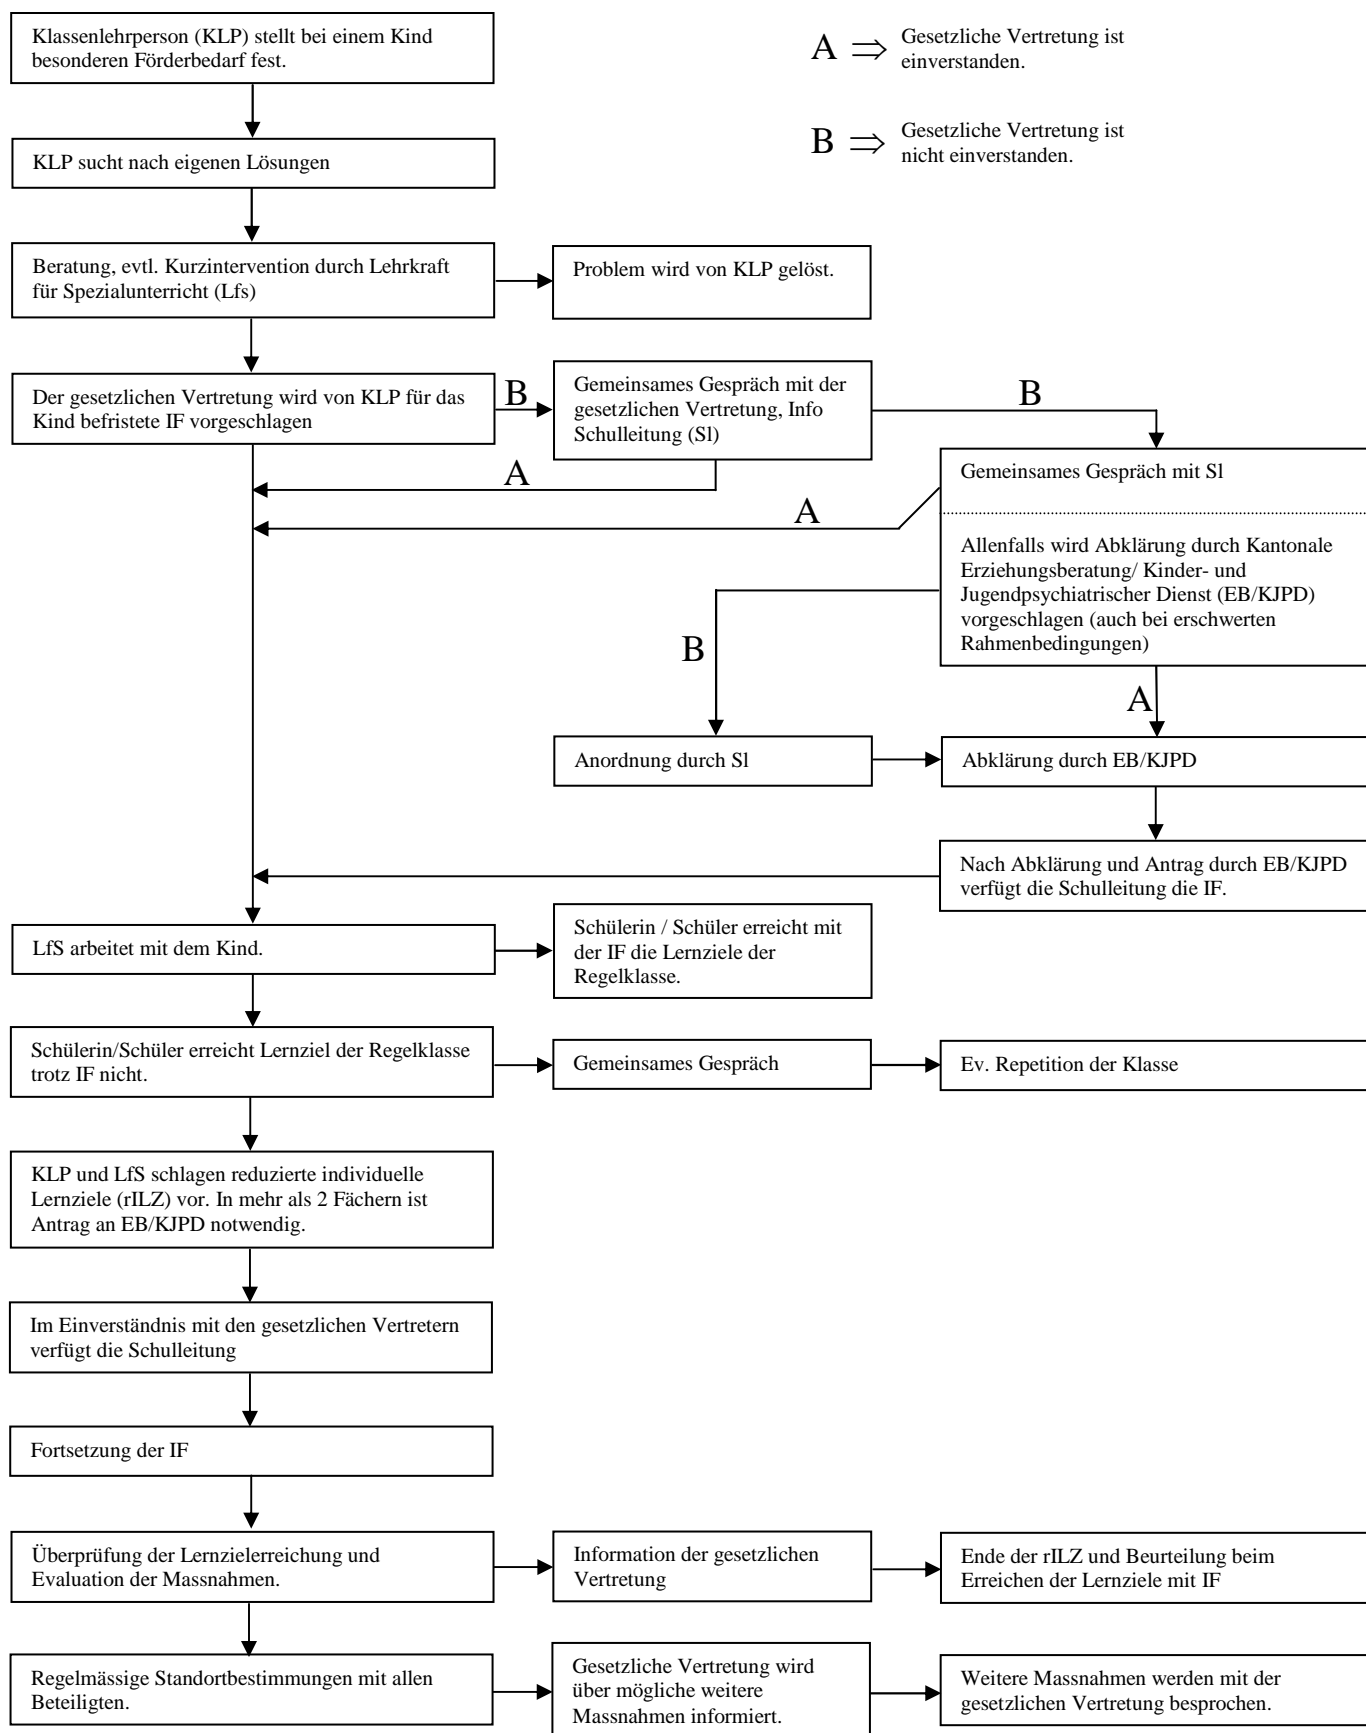 Klassenlehrperson (KLP) stellt bei einem Kind
besonderen Förderbedarf fest.
A ⇒ Gesetzliche Vertretung ist
einverstanden.
B ⇒ Gesetzliche Vertretung ist
nicht einverstanden.
KLP sucht nach eigenen Lösungen
Beratung, evtl. Kurzintervention durch Lehrkraft
für Spezialunterricht (Lfs)
Problem wird von KLP gelöst.
Der gesetzlichen Vertretung wird von KLP für das
Kind befristete IF vorgeschlagen
B
Gemeinsames Gespräch mit der
gesetzlichen Vertretung, Info
Schulleitung (Sl)
B
A
Gemeinsames Gespräch mit Sl
A
Allenfalls wird Abklärung durch Kantonale
Erziehungsberatung/ Kinder- und
Jugendpsychiatrischer Dienst (EB/KJPD)
vorgeschlagen (auch bei erschwerten
Rahmenbedingungen)
B
A
Anordnung durch Sl
Abklärung durch EB/KJPD
Nach Abklärung und Antrag durch EB/KJPD
verfügt die Schulleitung die IF.
LfS arbeitet mit dem Kind.
Schülerin / Schüler erreicht mit
der IF die Lernziele der
Regelklasse.
Schülerin/Schüler erreicht Lernziel der Regelklasse
trotz IF nicht.
Gemeinsames Gespräch
Ev. Repetition der Klasse
KLP und LfS schlagen reduzierte individuelle
Lernziele (rILZ) vor. In mehr als 2 Fächern ist
Antrag an EB/KJPD notwendig.
Im Einverständnis mit den gesetzlichen Vertretern
verfügt die Schulleitung
Fortsetzung der IF
Überprüfung der Lernzielerreichung und
Evaluation der Massnahmen.
Information der gesetzlichen
Vertretung
Ende der rILZ und Beurteilung beim
Erreichen der Lernziele mit IF
Regelmässige Standortbestimmungen mit allen
Beteiligten.
Gesetzliche Vertretung wird
über mögliche weitere
Massnahmen informiert.
Weitere Massnahmen werden mit der
gesetzlichen Vertretung besprochen.